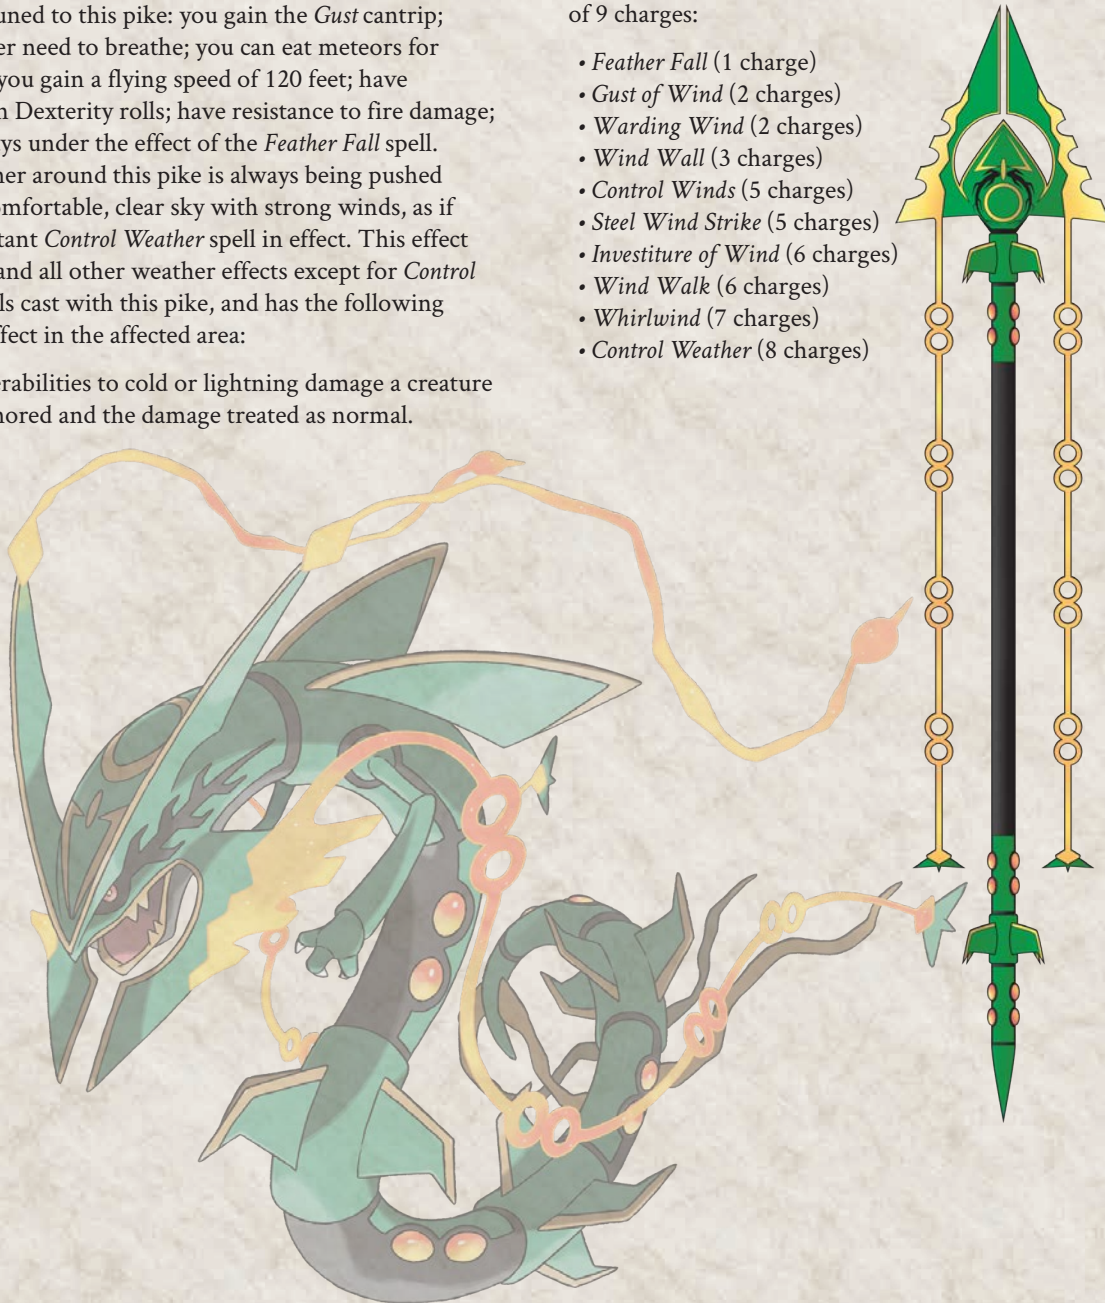 uned to this pike: you gain the Gust cantrip;
er need to breathe; you can eat meteors for
you gain a flying speed of 120 feet; have
n Dexterity rolls; have resistance to fire damage;
ys under the effect of the Feather Fall spell.
her around this pike is always being pushed
omfortable, clear sky with strong winds, as if
tant Control Weather spell in effect. This effect
and all other weather effects except for Control
lls cast with this pike, and has the following
ffect in the affected area:
erabilities to cold or lightning damage a creature
nored and the damage treated as normal.
of 9 charges:
• Feather Fall (1 charge)
• Gust of Wind (2 charges)
• Warding Wind (2 charges)
• Wind Wall (3 charges)
• Control Winds (5 charges)
• Steel Wind Strike (5 charges)
• Investiture of Wind (6 charges)
• Wind Walk (6 charges)
• Whirlwind (7 charges)
• Control Weather (8 charges)